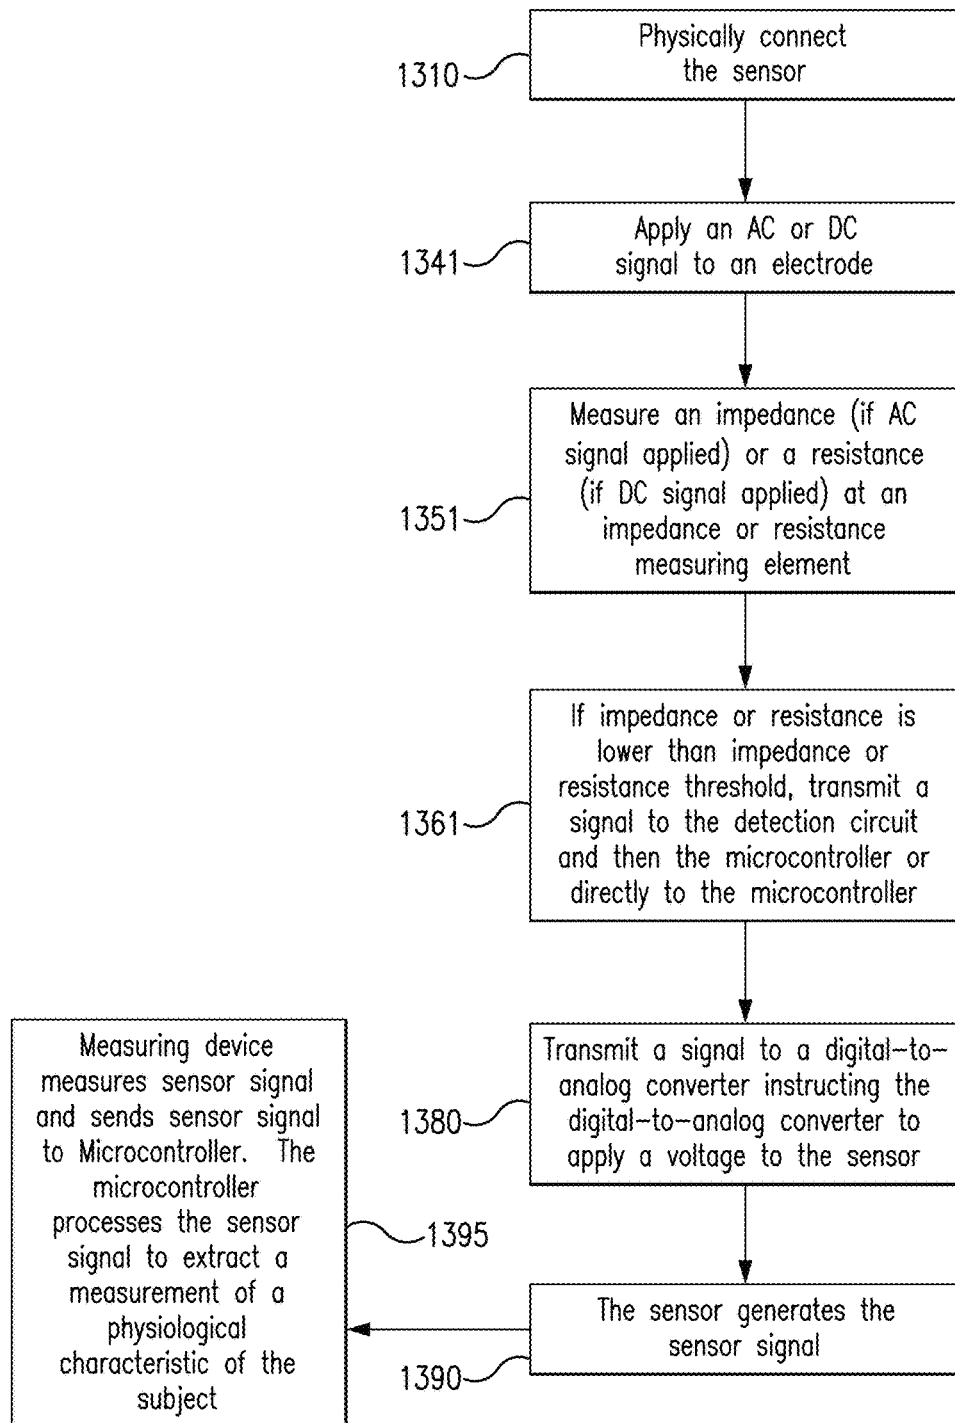 Physically connect
the sensor
1310
Apply an AC or DC
signal to an electrode
1341
Measure an impedance (if AC
signal applied) or a resistance
(if DC signal applied) at an
impedance or resistance
measuring element
1351
If impedance or resistance is
lower than impedance or
resistance threshold, transmit a
signal to the detection circuit
and then the microcontroller or
directly to the microcontroller
1361
Transmit a signal to a digital-to-
analog converter instructing the
digital-to-analog converter to
apply a voltage to the sensor
1380
The sensor generates the
sensor signal
1390
Measuring device
measures sensor signal
and sends sensor signal
to Microcontroller. The
microcontroller
processes the sensor
signal to extract a
measurement of a
physiological
characteristic of the
subject
1395